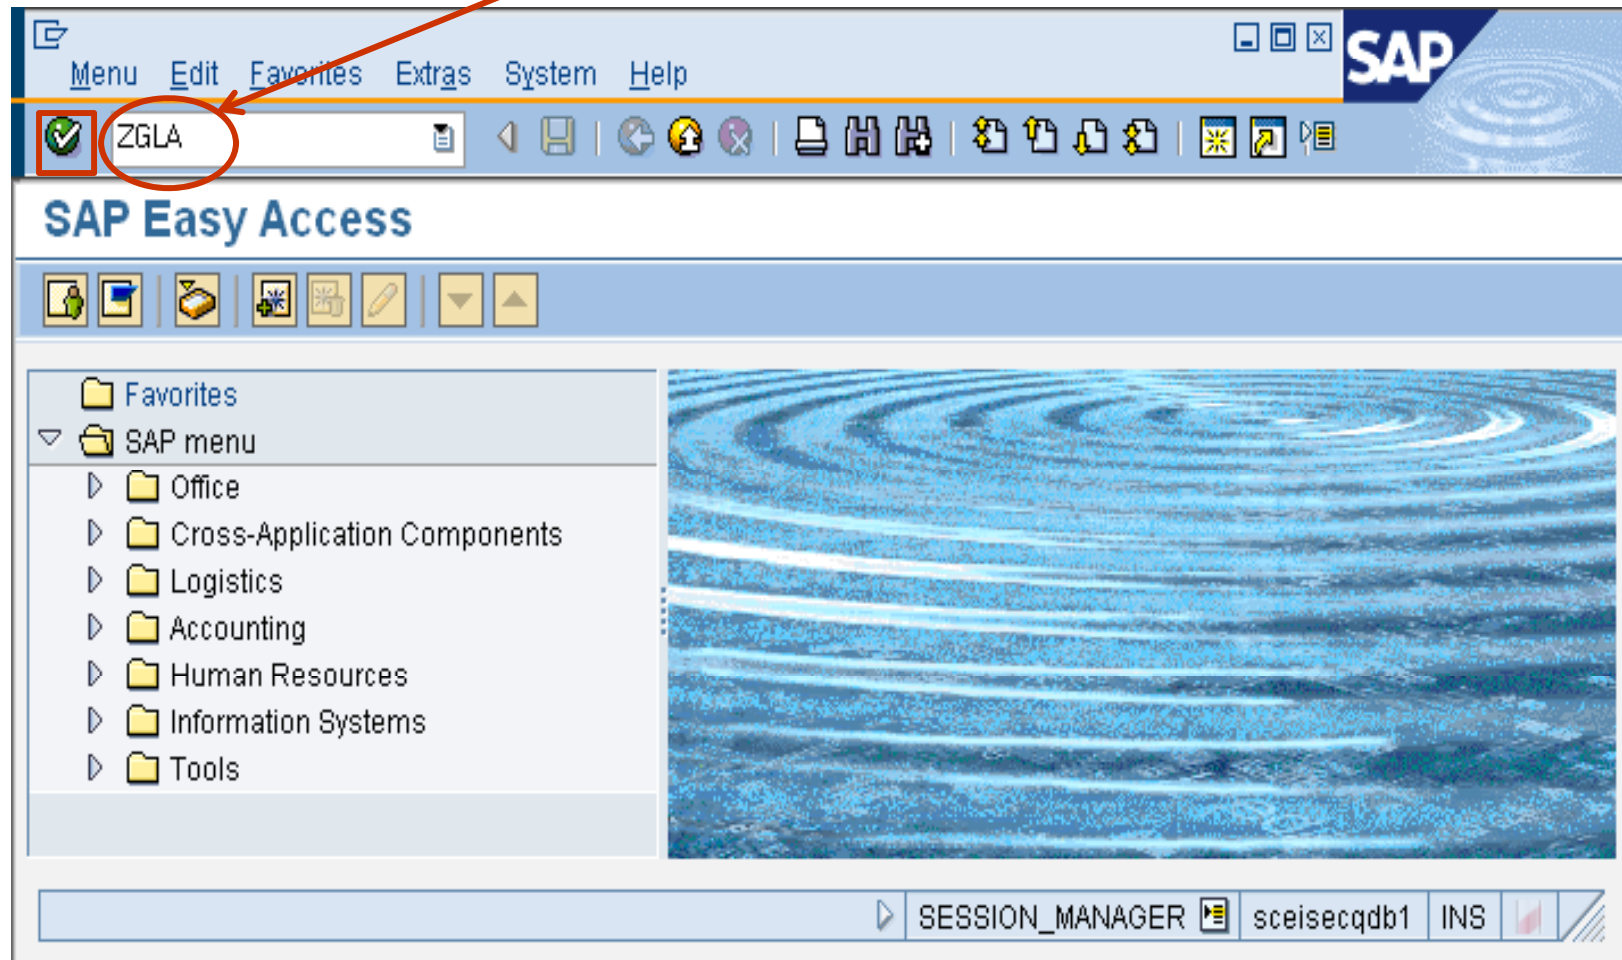 Menu Edit Favorites Extras System Help
SAP
ZGLA
SAP Easy Access
Favorites
SAP menu
Office
Cross-Application Components
Logistics
Accounting
Human Resources
Information Systems
Tools
SESSION_MANAGER sceisecqdb1 INS